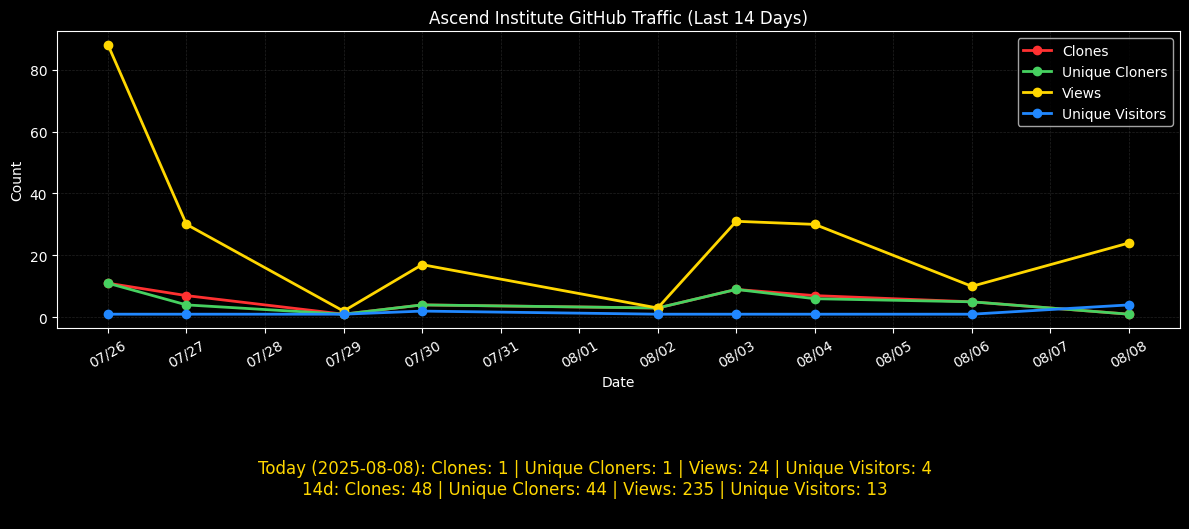 Ascend Institute GitHub Traffic (Last 14 Days)
Clones
Unique Cloners
Views
Unique Visitors
Count
80
60
40
20
0
07/26
07/27
07/28
07/29
07/30
07/31
08/01
08/02
08/03
08/04
08/05
08/06
08/07
08/08
Date
Today (2025-08-08): Clones: 1 | Unique Cloners: 1 | Views: 24 | Unique Visitors: 4
14d: Clones: 48 | Unique Cloners: 44 | Views: 235 | Unique Visitors: 13